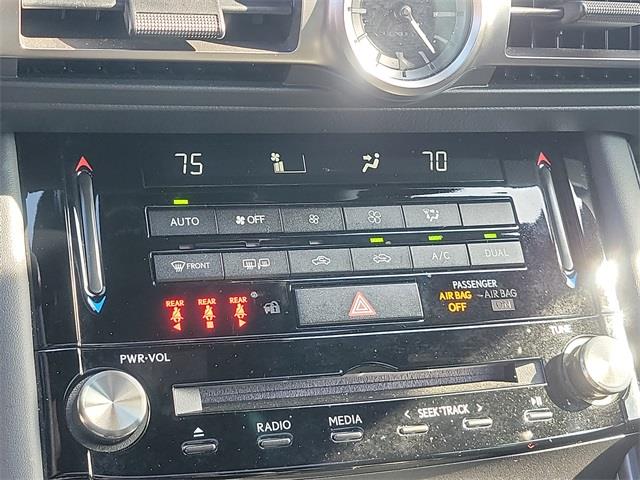 75 70
AUTO OFF
FRONT A/C DUAL
PASSENGER
REAR REAR REAR AIR BAG AIR BAG
OFF ON
PWR·VOL TUNE
RADIO MEDIA < SEEK·TRACK >